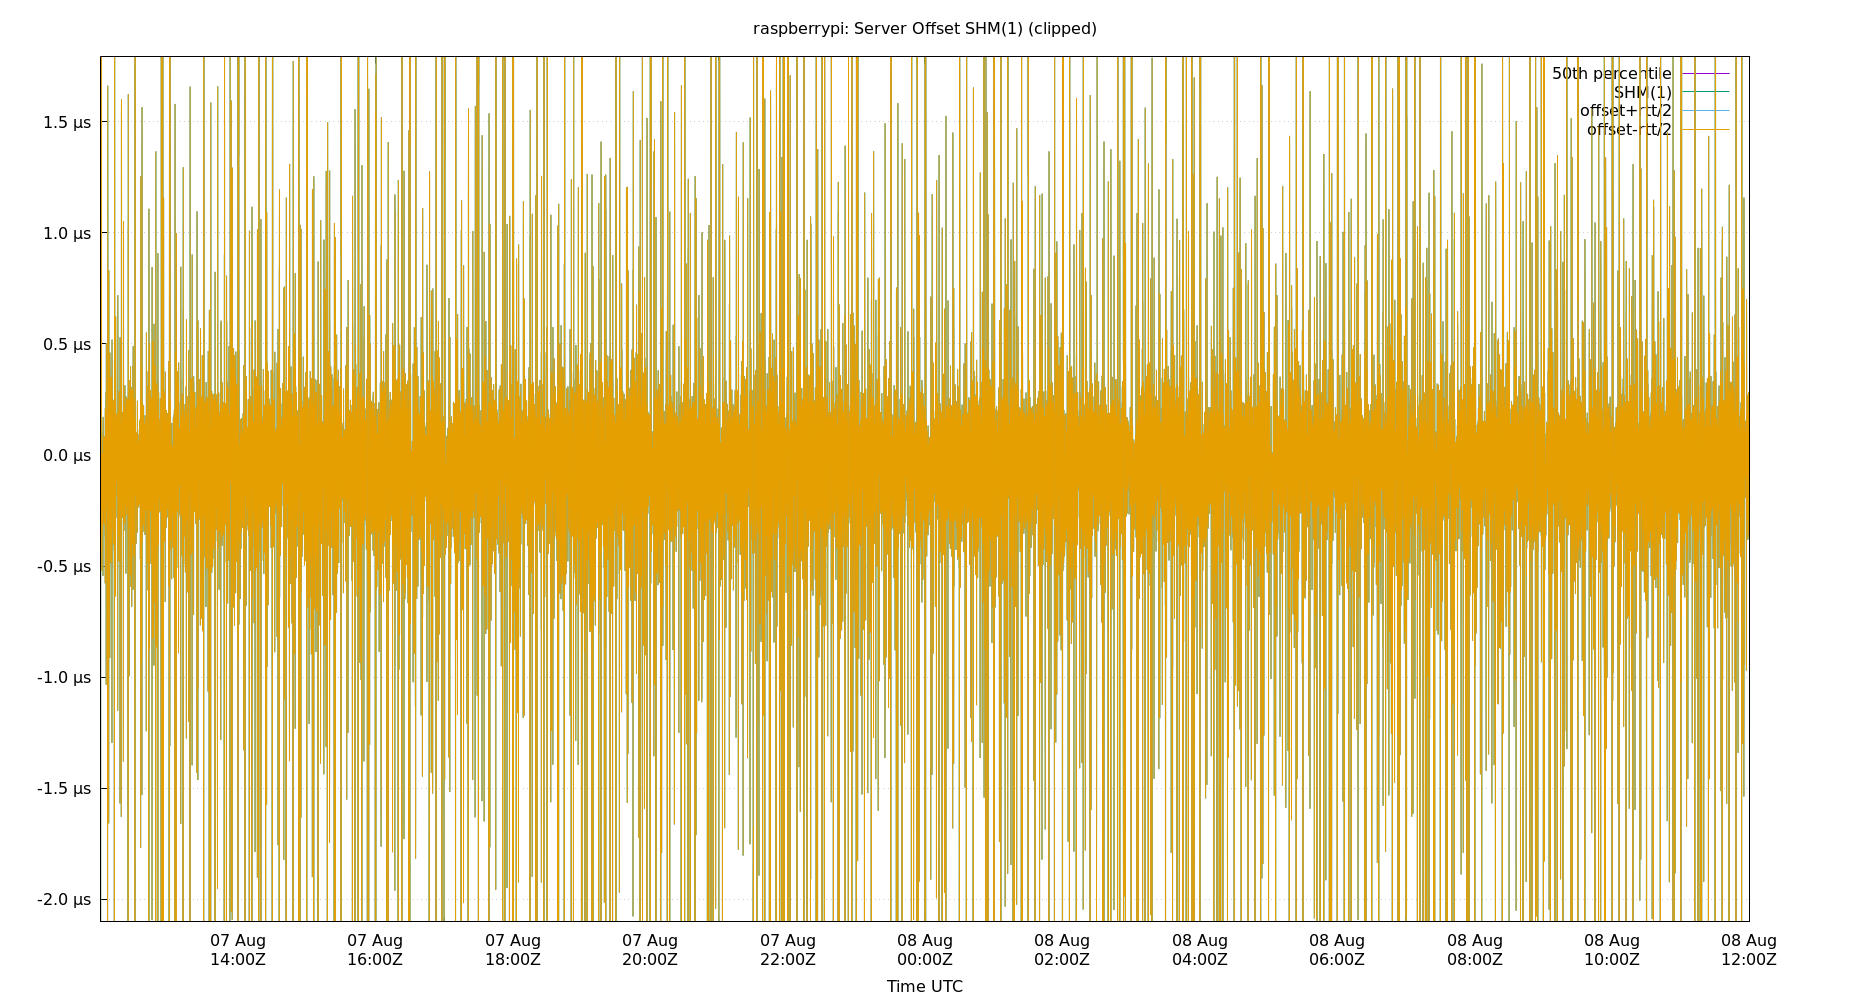 raspberrypi: Server Offset SHM(1) (clipped)
50th percentile
SHM(1)
offset+rtt/2
offset-rtt/2
1.5 µs
1.0 µs
0.5 µs
0.0 µs
-0.5 µs
-1.0 µs
-1.5 µs
-2.0 µs
07 Aug 07 Aug 07 Aug 07 Aug 07 Aug 08 Aug 08 Aug 08 Aug 08 Aug 08 Aug 08 Aug 08 Aug
14:00Z 16:00Z 18:00Z 20:00Z 22:00Z 00:00Z 02:00Z 04:00Z 06:00Z 08:00Z 10:00Z 12:00Z
Time UTC